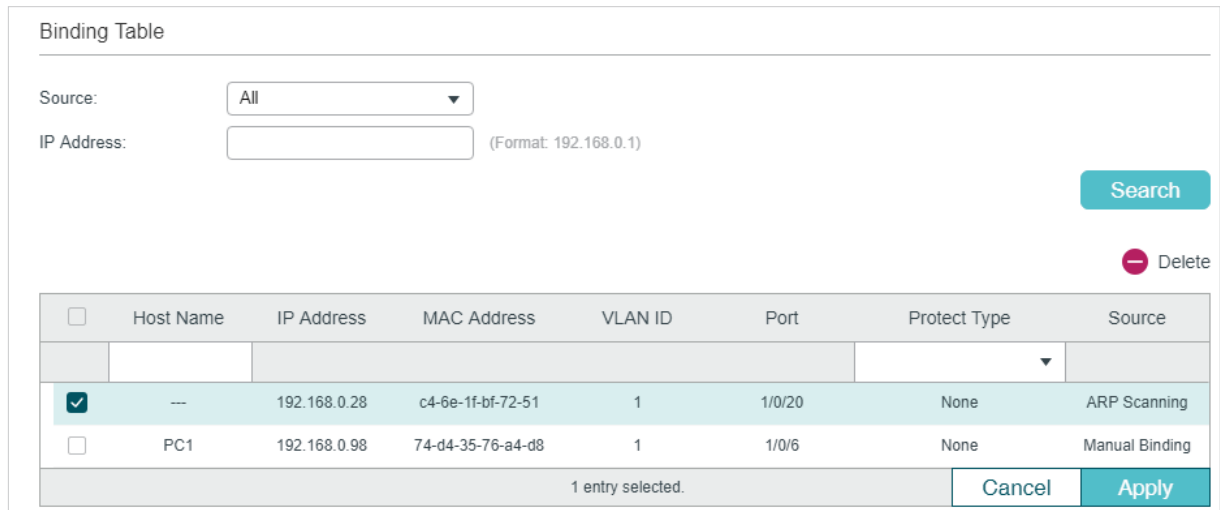 Binding Table
Source:
All
IP Address:
(Format: 192.168.0.1)
Search
Delete
Host Name IP Address MAC Address VLAN ID Port Protect Type Source
--- 192.168.0.28 c4-6e-1f-bf-72-51 1 1/0/20 None ARP Scanning
PC1 192.168.0.98 74-d4-35-76-a4-d8 1 1/0/6 None Manual Binding
1 entry selected. Cancel Apply